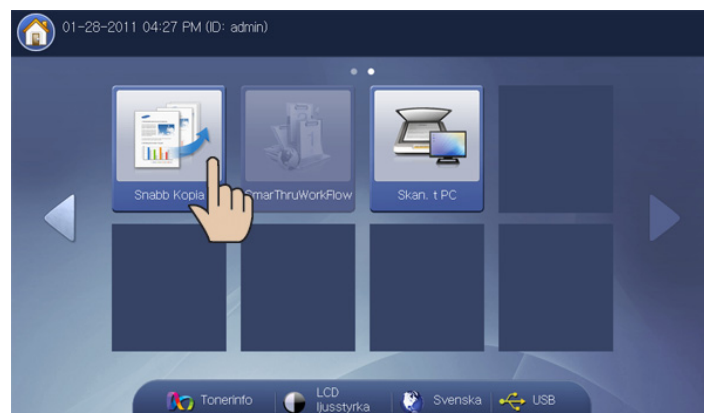 01-28-2011 04:27 PM (ID: admin)
Snabb Kopia
SmarThruWorkFlow
Skan. t PC
Tonerinfo
LCD
ljusstyrka
Svenska
USB